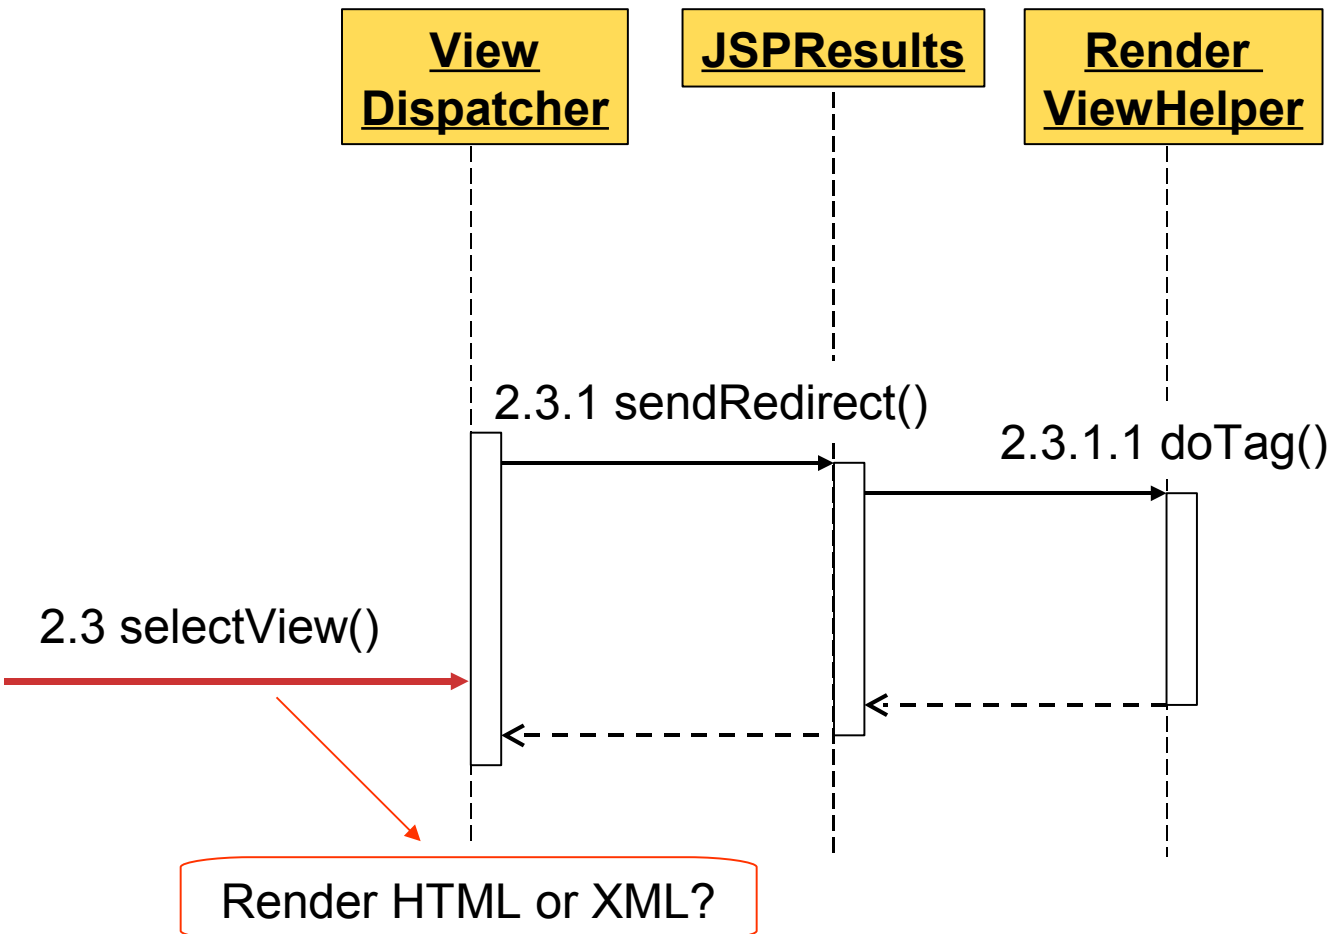 View
Dispatcher
JSPResults
Render
ViewHelper
2.3.1 sendRedirect()
2.3.1.1 doTag()
2.3 selectView()
Render HTML or XML?